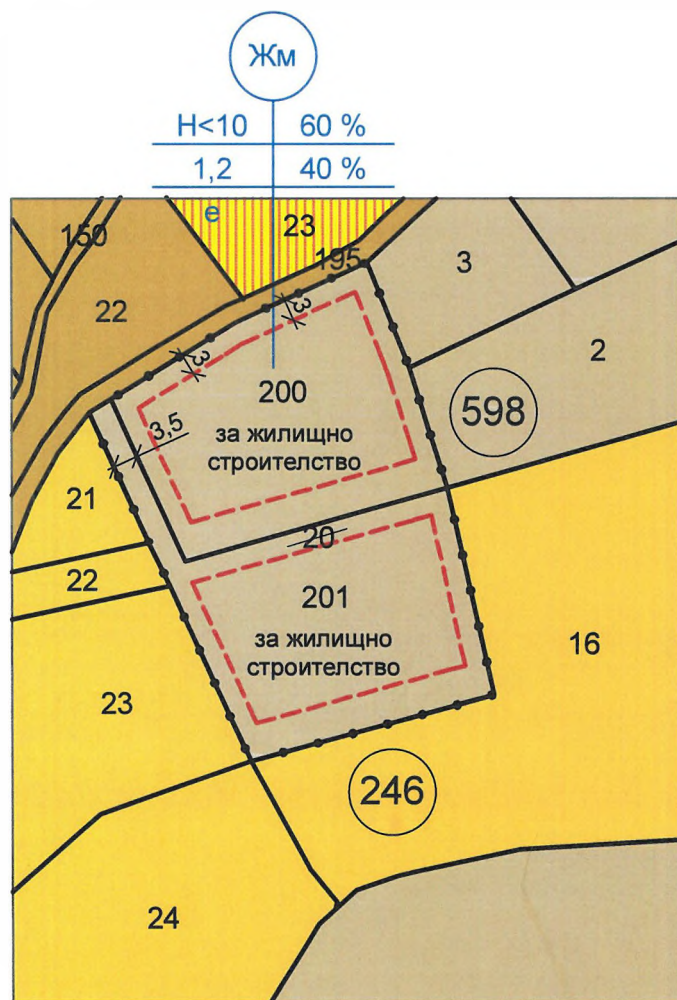 Жм
H<10 60 %
1,2 40 %
e
23
150
195
3
22
3
2
3
200
598
3,5
за жилищно
строителство
21
20
22
201
за жилищно
строителство
16
23
246
24